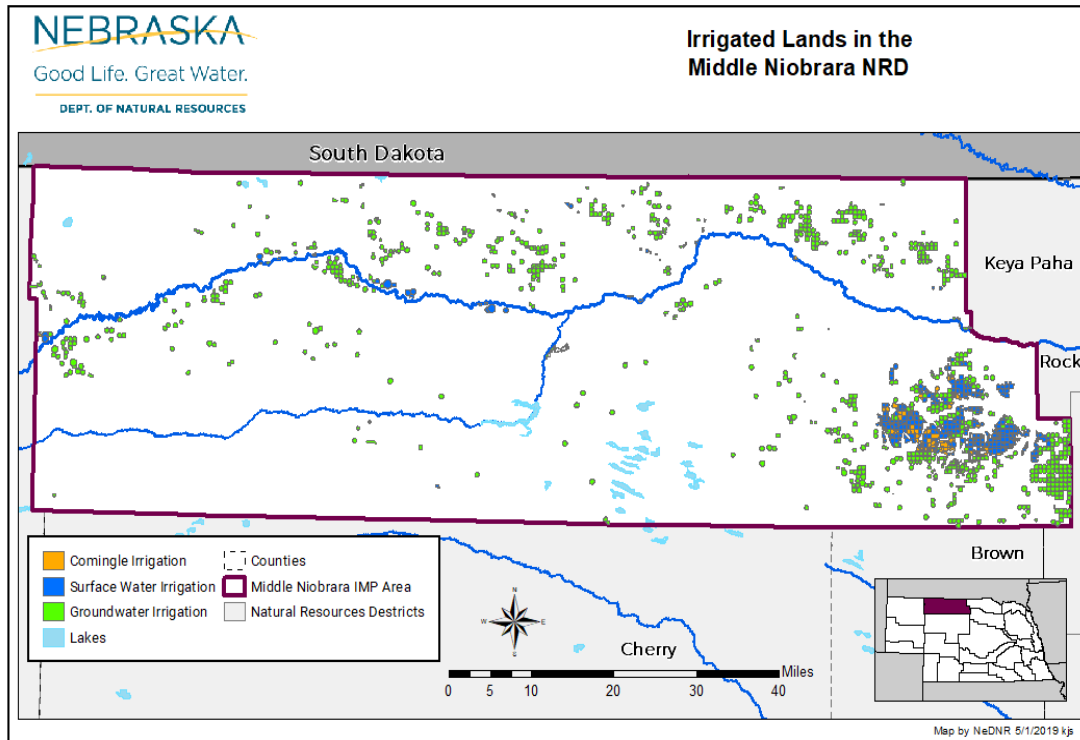 NEBRASKA
Good Life. Great Water.
DEPT. OF NATURAL RESOURCES
Irrigated Lands in the
Middle Niobrara NRD
South Dakota
Keya Paha
Rock
Brown
Cherry
Comingle Irrigation
Surface Water Irrigation
Groundwater Irrigation
Lakes
Counties
Middle Niobrara IMP Area
Natural Resources Destricts
N
W E
S
Miles
0 5 10 20 30 40
Map by NeDNR 5/1/2019 kjs